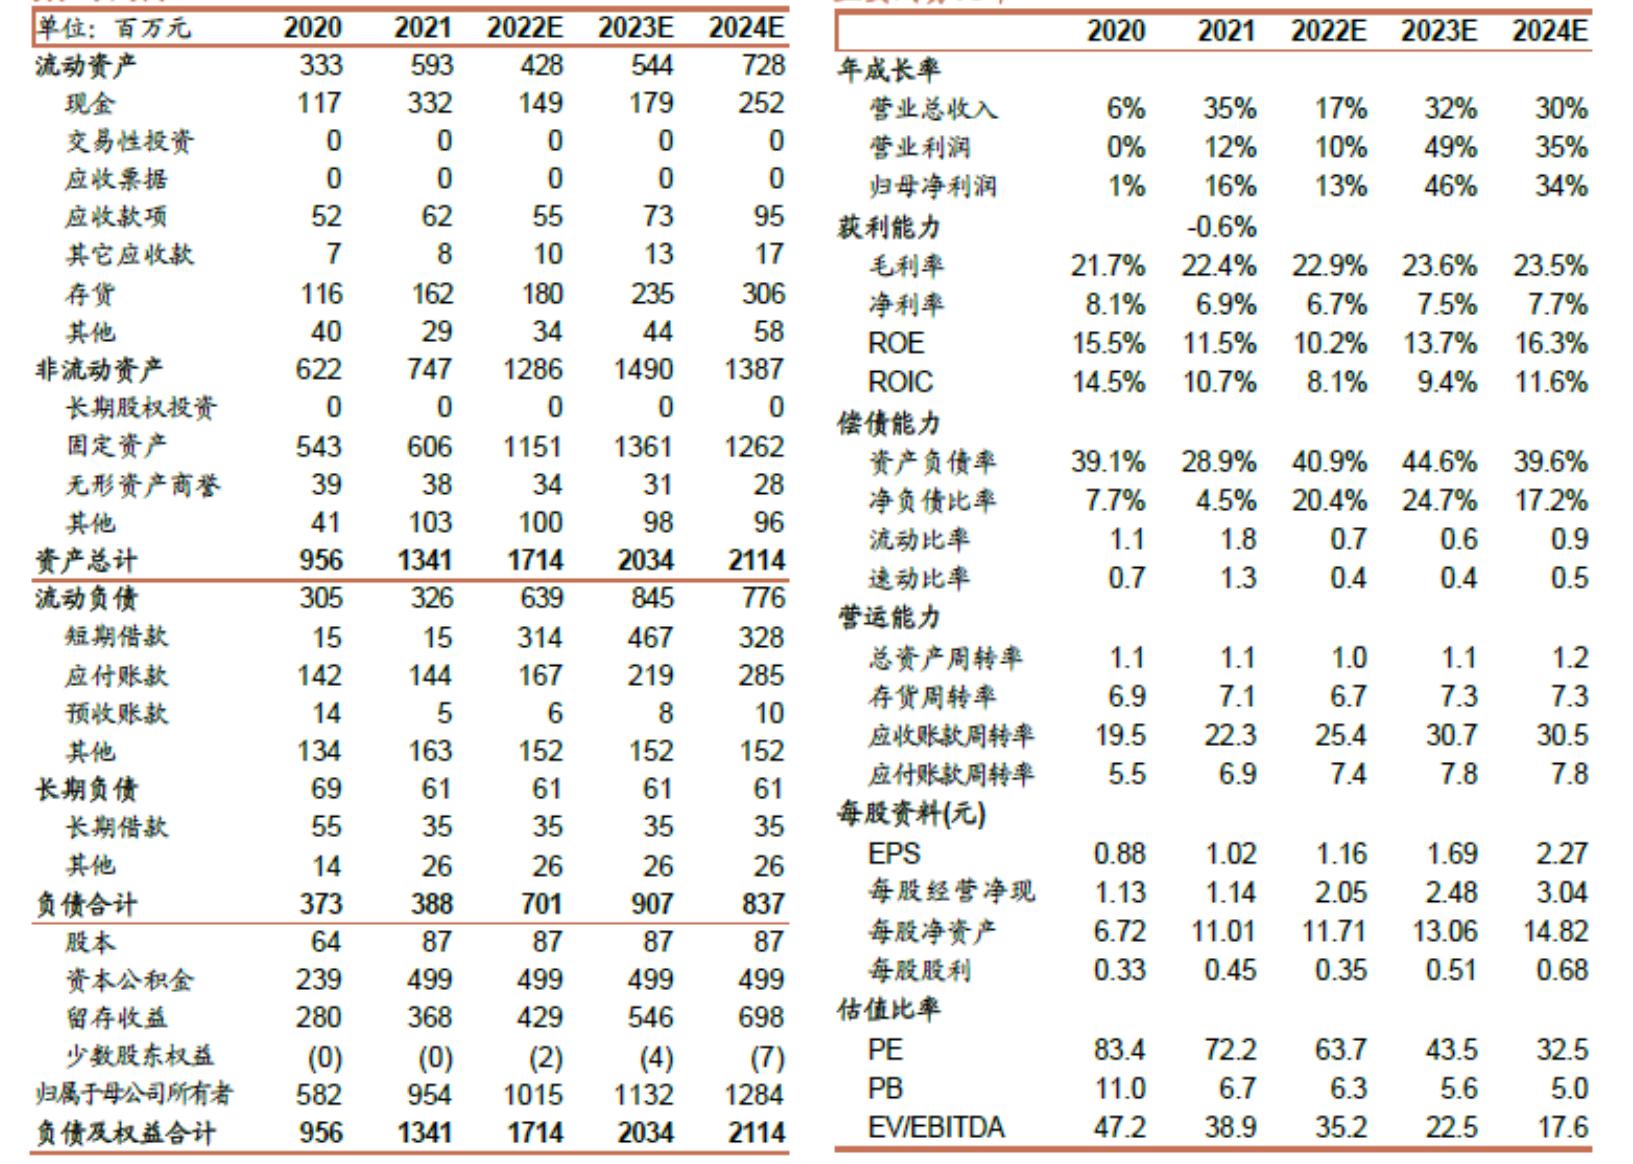 单位：百万元 2020 2021 2022E 2023E 2024E
流动资产 333 593 428 544 728
现金 117 332 149 179 252
交易性投资 0 0 0 0 0
应收票据 0 0 0 0 0
应收款项 52 62 55 73 95
其它应收款 7 8 10 13 17
存货 116 162 180 235 306
其他 40 29 34 44 58
非流动资产 622 747 1286 1490 1387
长期股权投资 0 0 0 0 0
固定资产 543 606 1151 1361 1262
无形资产商誉 39 38 34 31 28
其他 41 103 100 98 96
资产总计 956 1341 1714 2034 2114
流动负债 305 326 639 845 776
短期借款 15 15 314 467 328
应付账款 142 144 167 219 285
预收账款 14 5 6 8 10
其他 134 163 152 152 152
长期负债 69 61 61 61 61
长期借款 55 35 35 35 35
其他 14 26 26 26 26
负债合计 373 388 701 907 837
股本 64 87 87 87 87
资本公积金 239 499 499 499 499
留存收益 280 368 429 546 698
少数股东权益 (0) (0) (2) (4) (7)
归属于母公司所有者 582 954 1015 1132 1284
负债及权益合计 956 1341 1714 2034 2114
2020 2021 2022E 2023E 2024E
年成长率
营业总收入 6% 35% 17% 32% 30%
营业利润 0% 12% 10% 49% 35%
归母净利润 1% 16% 13% 46% 34%
获利能力 -0.6%
毛利率 21.7% 22.4% 22.9% 23.6% 23.5%
净利率 8.1% 6.9% 6.7% 7.5% 7.7%
ROE 15.5% 11.5% 10.2% 13.7% 16.3%
ROIC 14.5% 10.7% 8.1% 9.4% 11.6%
偿债能力
资产负债率 39.1% 28.9% 40.9% 44.6% 39.6%
净负债比率 7.7% 4.5% 20.4% 24.7% 17.2%
流动比率 1.1 1.8 0.7 0.6 0.9
速动比率 0.7 1.3 0.4 0.4 0.5
营运能力
总资产周转率 1.1 1.1 1.0 1.1 1.2
存货周转率 6.9 7.1 6.7 7.3 7.3
应收账款周转率 19.5 22.3 25.4 30.7 30.5
应付账款周转率 5.5 6.9 7.4 7.8 7.8
每股资料(元)
EPS 0.88 1.02 1.16 1.69 2.27
每股经营净现 1.13 1.14 2.05 2.48 3.04
每股净资产 6.72 11.01 11.71 13.06 14.82
每股股利 0.33 0.45 0.35 0.51 0.68
估值比率
PE 83.4 72.2 63.7 43.5 32.5
PB 11.0 6.7 6.3 5.6 5.0
EV/EBITDA 47.2 38.9 35.2 22.5 17.6